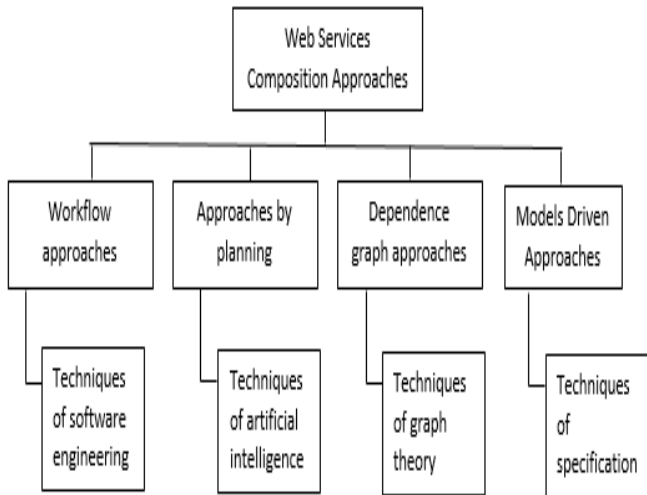 Web Services
Composition Approaches
Workflow
approaches
Approaches by
planning
Dependence
graph approaches
Models Driven
Approaches
Techniques
of software
engineering
Techniques
of artificial
intelligence
Techniques
of graph
theory
Techniques
of
specification